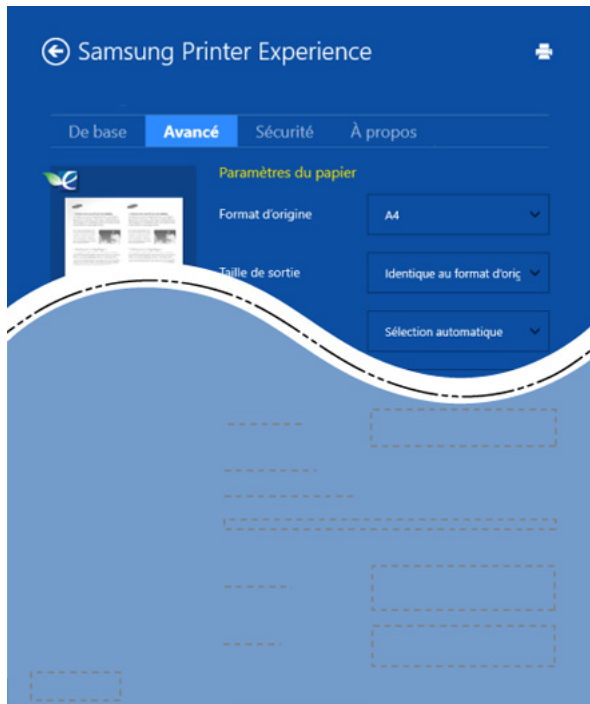 Samsung Printer Experience
De base Avancé Sécurité À propos
Paramètres du papier
Format d'origine A4
Taille de sortie Identique au format d'orig
Sélection automatique